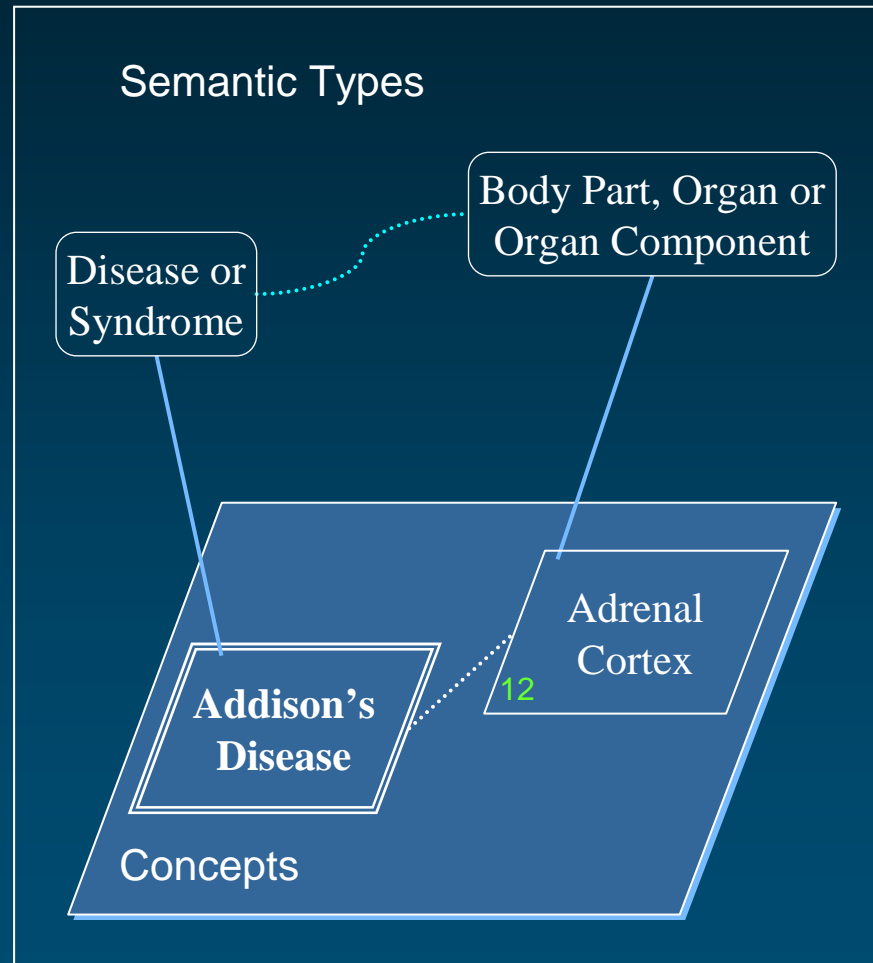 Semantic Types
Body Part, Organ or
Organ Component
Disease or
Syndrome
Adrenal
Cortex
12
Addison’s
Disease
Concepts